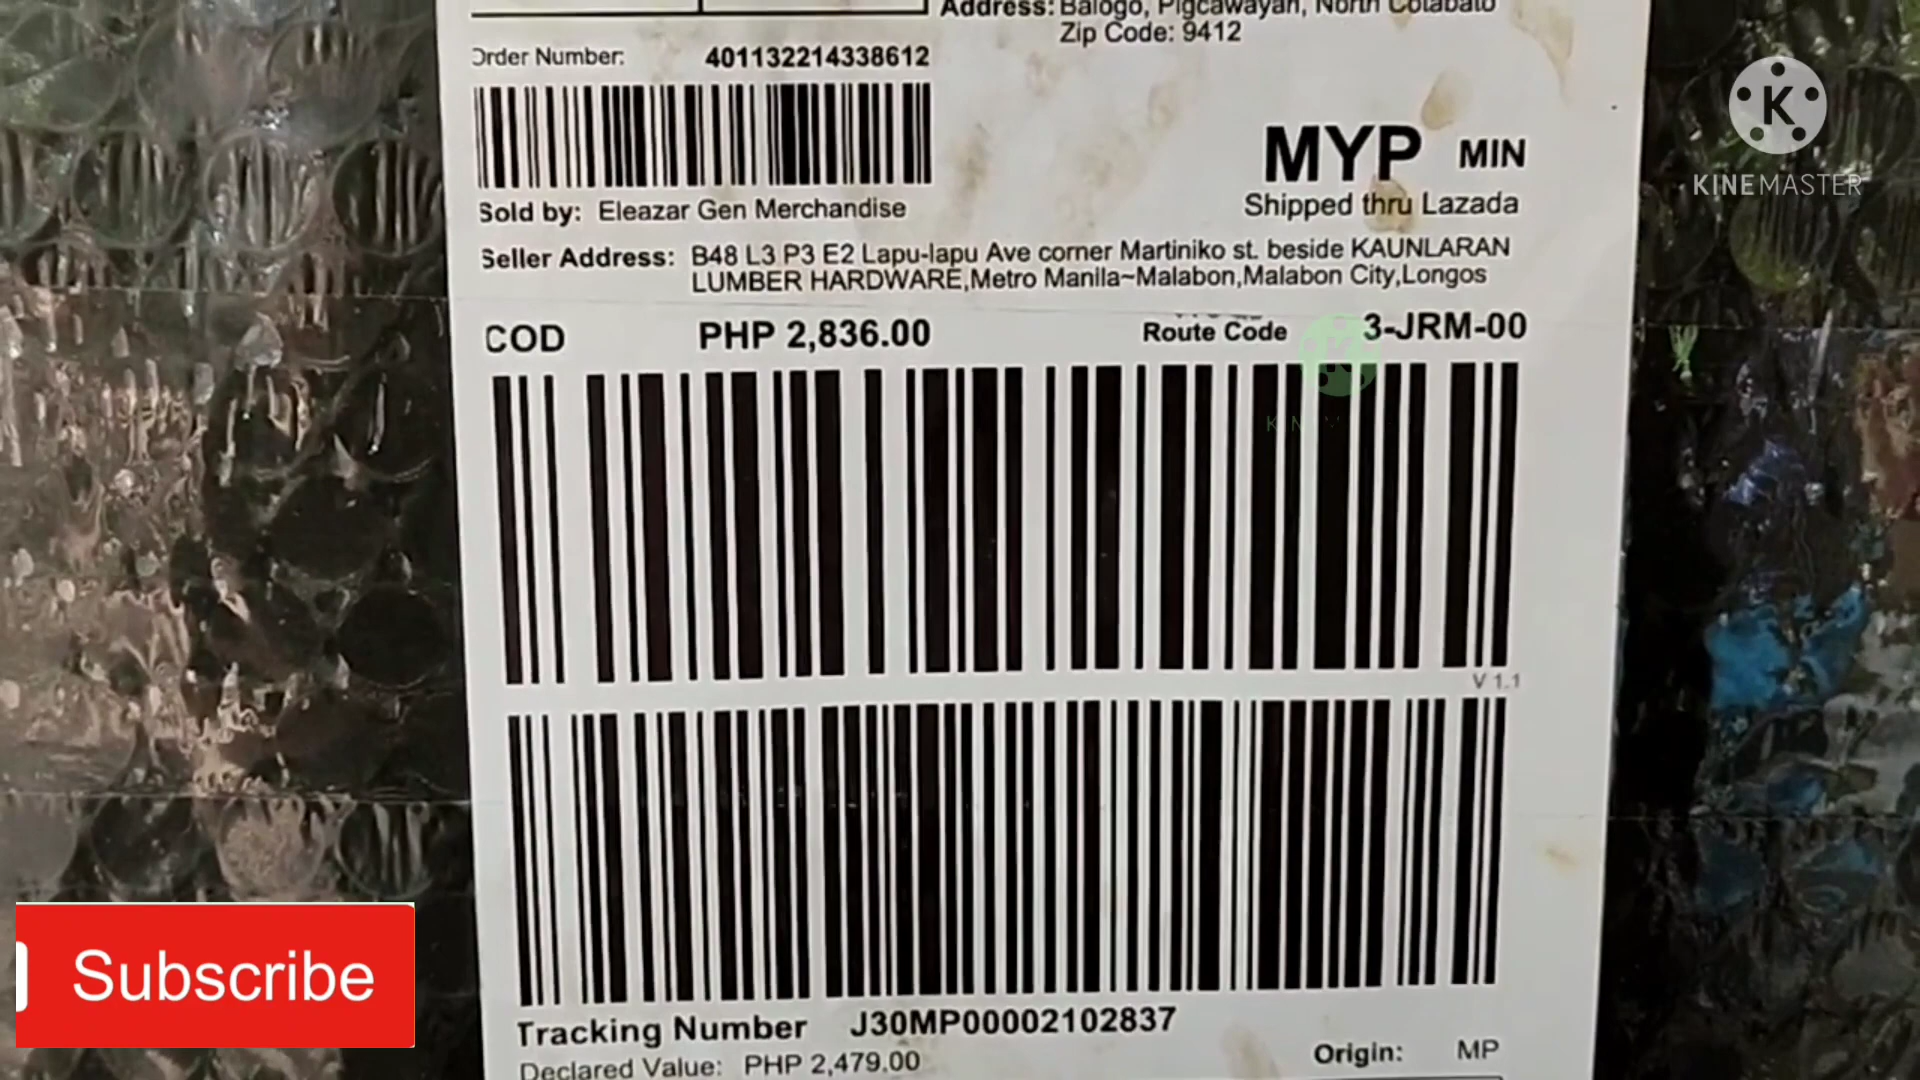 Address: Balogo, Pigcawayan, North Cotabato
Zip Code: 9412
Order Number: 401132214338612
MYP MIN
Shipped thru Lazada
Sold by: Eleazar Gen Merchandise
Seller Address: B48 L3 P3 E2 Lapu-lapu Ave corner Martiniko st. beside KAUNLARAN
LUMBER HARDWARE,Metro Manila~Malabon,Malabon City,Longos
COD PHP 2,836.00 Route Code 3-JRM-00
V 1.1
Tracking Number J30MP00002102837
Declared Value: PHP 2,479.00
Origin: MP
K
KINEMASTER
Subscribe